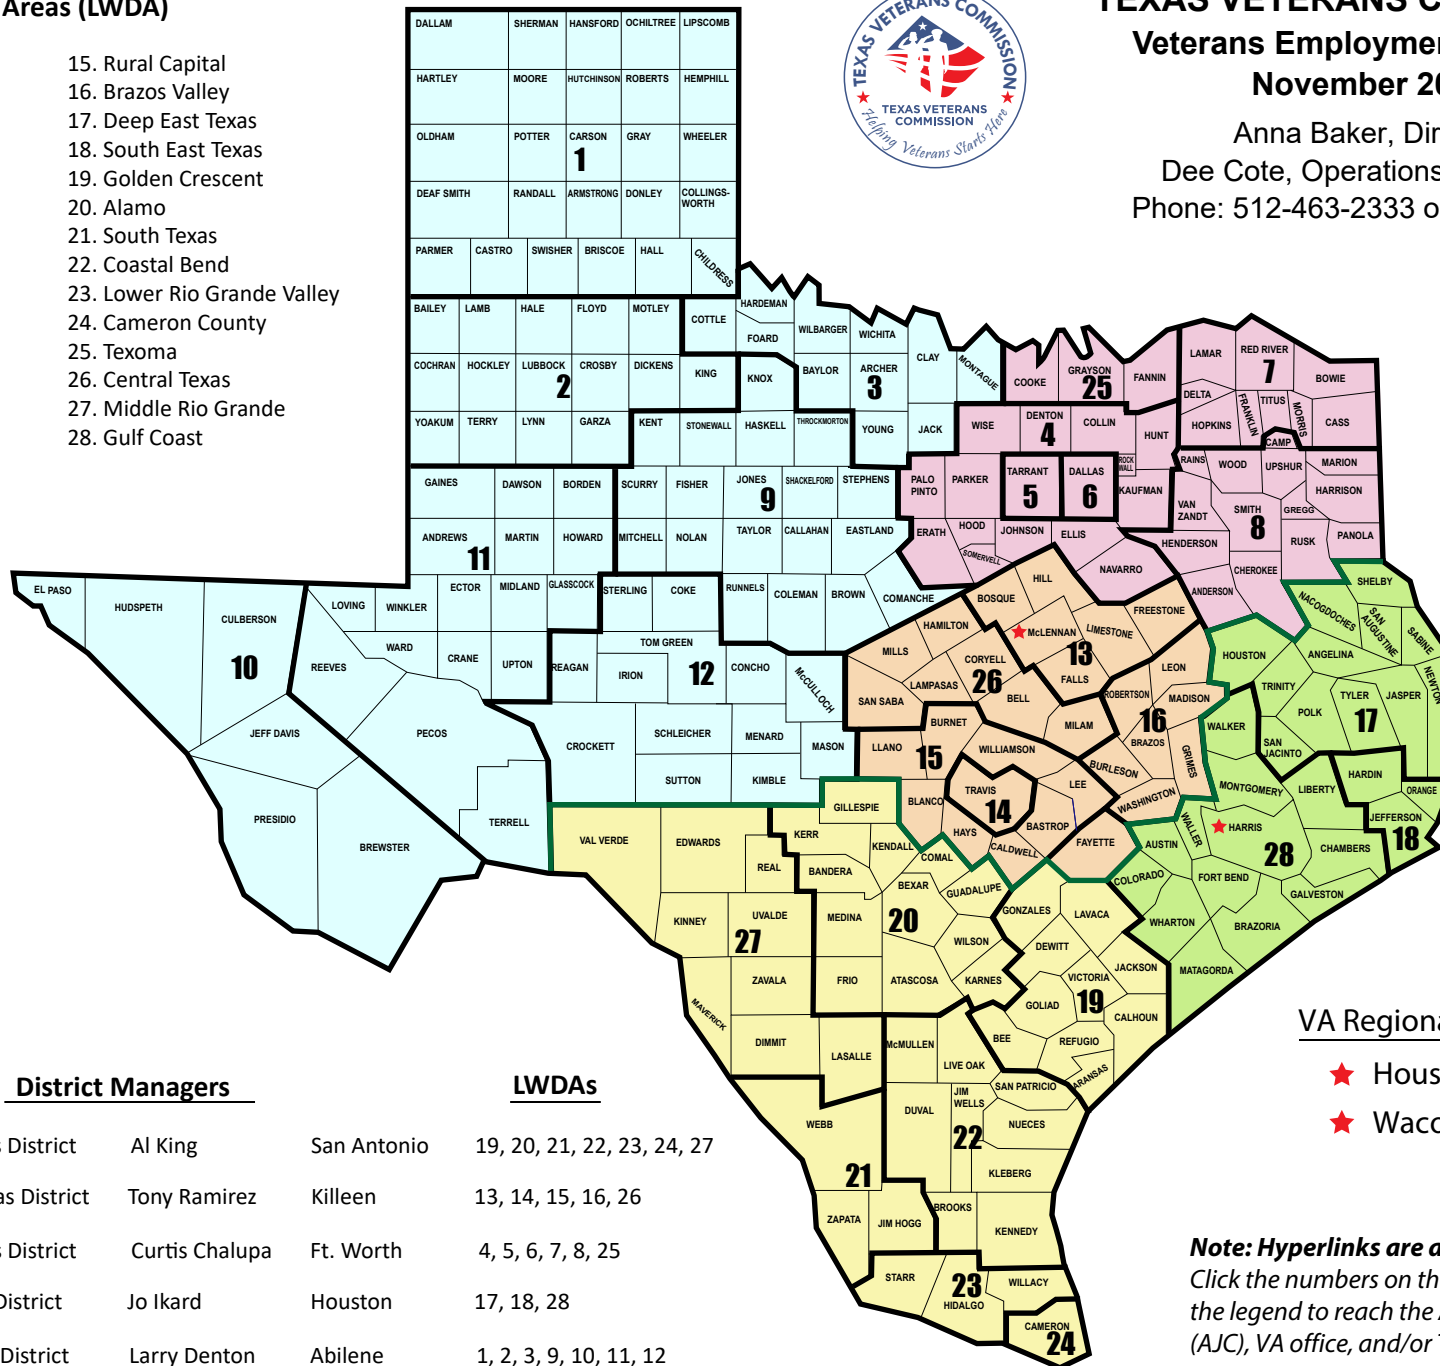 Areas (LWDA)
15. Rural Capital
16. Brazos Valley
17. Deep East Texas
18. South East Texas
19. Golden Crescent
20. Alamo
21. South Texas
22. Coastal Bend
23. Lower Rio Grande Valley
24. Cameron County
25. Texoma
26. Central Texas
27. Middle Rio Grande
28. Gulf Coast
TEXAS VETERANS COMMISSION
TEXAS VETERANS
COMMISSION
Helping Veterans Starts Here
TEXAS VETERANS C
Veterans Employme
November 20
Anna Baker, Dir
Dee Cote, Operations
Phone: 512-463-2333 o
DALLAM SHERMAN HANSFORD OCHILTREE LIPSCOMB
HARTLEY MOORE HUTCHINSON ROBERTS HEMPHILL
OLDHAM POTTER CARSON GRAY WHEELER
1
DEAF SMITH RANDALL ARMSTRONG DONLEY COLLINGS-
WORTH
PARMER CASTRO SWISHER BRISCOE HALL CHILDRESS
BAILEY LAMB HALE FLOYD MOTLEY COTTLE HARDEMAN
FOARD WILBARGER WICHITA CLAY MONTAGUE
COCHRAN HOCKLEY LUBBOCK CROSBY DICKENS KING KNOX BAYLOR ARCHER
2 3
YOAKUM TERRY LYNN GARZA KENT STONEWALL HASKELL THROCKMORTON YOUNG JACK
COOKE GRAYSON FANNIN
25
LAMAR RED RIVER BOWIE
7
DELTA HOPKINS FRANKLIN TITUS MORRIS CAMP CASS
WISE DENTON COLLIN HUNT
4
ROCK
WALL
PALO
PINTO
PARKER TARRANT DALLAS KAUFMAN
5 6
ERATH HOOD SOMERVELL JOHNSON ELLIS NAVARRO
RAINS WOOD UPSHUR MARION HARRISON
VAN
ZANDT
SMITH GREGG
8
HENDERSON RUSK PANOLA CHEROKEE ANDERSON
GAINES DAWSON BORDEN SCURRY FISHER JONES SHACKELFORD STEPHENS
9
ANDREWS MARTIN HOWARD MITCHELL NOLAN TAYLOR CALLAHAN EASTLAND
11
EL PASO HUDSPETH CULBERSON
10
LOVING WINKLER ECTOR MIDLAND GLASSCOCK STERLING COKE RUNNELS COLEMAN BROWN COMANCHE
REEVES WARD CRANE UPTON REAGAN TOM GREEN IRION CONCHO McCULLOCH
12
JEFF DAVIS PECOS CROCKETT SCHLEICHER MENARD MASON
SUTTON KIMBLE
PRESIDIO BREWSTER TERRELL
HILL BOSQUE FREESTONE
HAMILTON McLENNAN LIMESTONE
13
MILLS CORYELL FALLS LEON
26
SAN SABA LAMPASAS BELL ROBERTSON MADISON
16
LLANO BURNET MILAM BRAZOS GRIMES
15
WILLIAMSON BURLESON
BLANCO TRAVIS LEE WASHINGTON
14
HAYS BASTROP CALDWELL FAYETTE
SHELBY NACOGDOCHES SAN
AUGUSTINE
SABINE
HOUSTON ANGELINA NEWTON
TRINITY POLK TYLER JASPER
17
WALKER SAN
JACINTO
HARDIN ORANGE
MONTGOMERY LIBERTY JEFFERSON
18
WALLER HARRIS CHAMBERS
28
AUSTIN COLORADO FORT BEND GALVESTON
WHARTON BRAZORIA
MATAGORDA
GILLESPIE
VAL VERDE EDWARDS KERR KENDALL COMAL
REAL BANDERA BEXAR GUADALUPE
KINNEY UVALDE MEDINA
27 20
WILSON GONZALES LAVACA
ZAVALA FRIO ATASCOSA KARNES DEWITT JACKSON
VICTORIA
19
MAVERICK DIMMIT LASALLE GOLIAD CALHOUN
McMULLEN LIVE OAK BEE REFUGIO ARANSAS
SAN PATRICIO
WEBB DUVAL JIM
WELLS
NUECES
22
21
KLEBERG
ZAPATA JIM HOGG BROOKS KENNEDY
STARR HIDALGO WILLACY
23
CAMERON
24
VA Regiona
Hous
Waco
District Managers LWDAs
s District Al King San Antonio 19, 20, 21, 22, 23, 24, 27
as District Tony Ramirez Killeen 13, 14, 15, 16, 26
s District Curtis Chalupa Ft. Worth 4, 5, 6, 7, 8, 25
District Jo Ikard Houston 17, 18, 28
District Larry Denton Abilene 1, 2, 3, 9, 10, 11, 12
Note: Hyperlinks are a
Click the numbers on th
the legend to reach the
(AJC), VA office, and/or